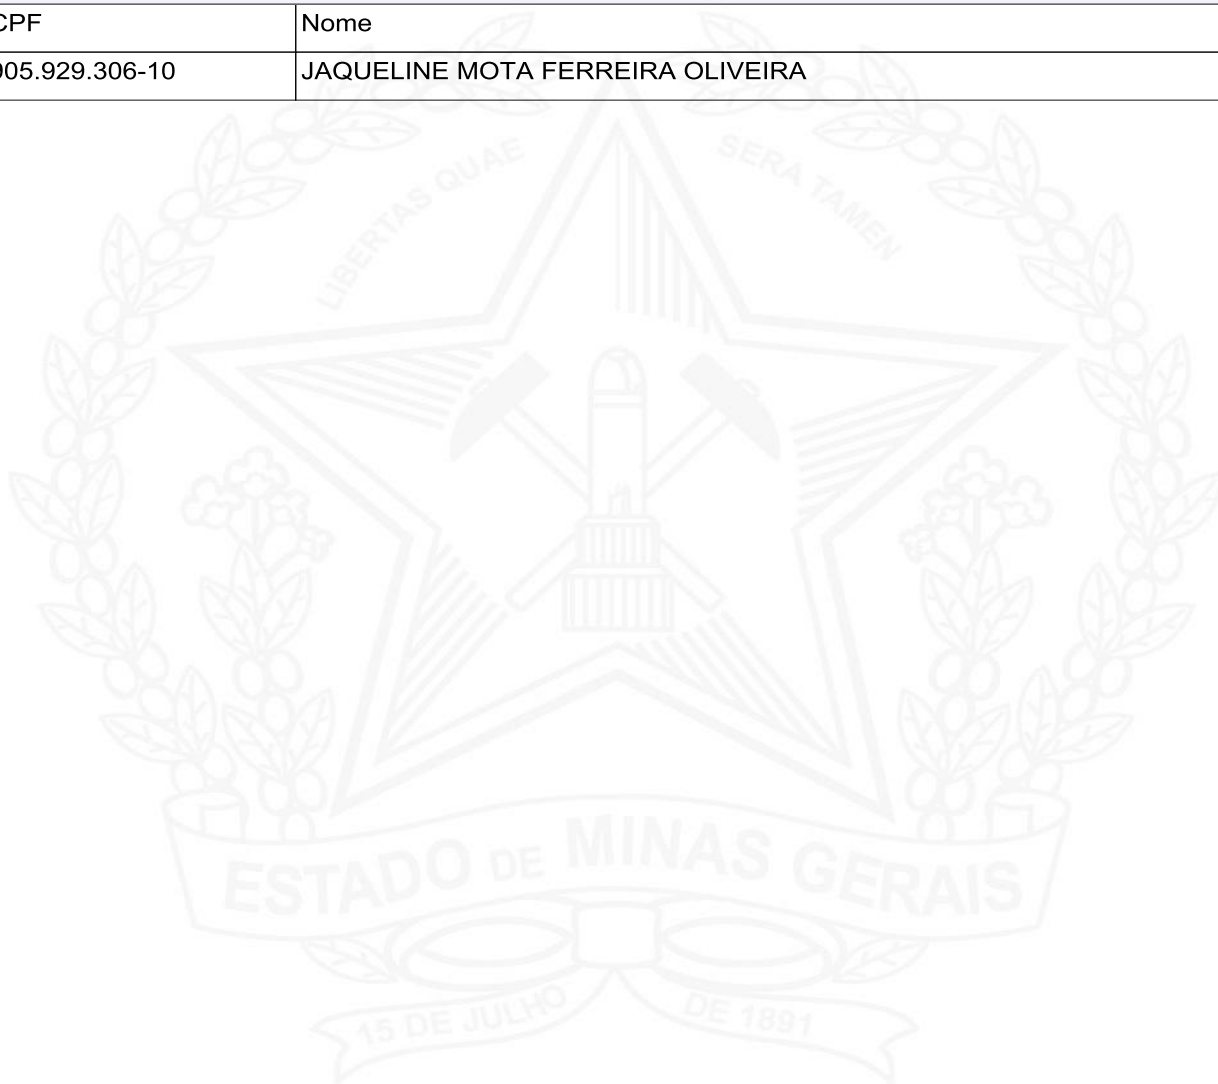 CPF Nome
905.929.306-10 JAQUELINE MOTA FERREIRA OLIVEIRA
LIBERTAS QUAE SERA TAMEN
ESTADO DE MINAS GERAIS
15 DE JULHO DE 1891